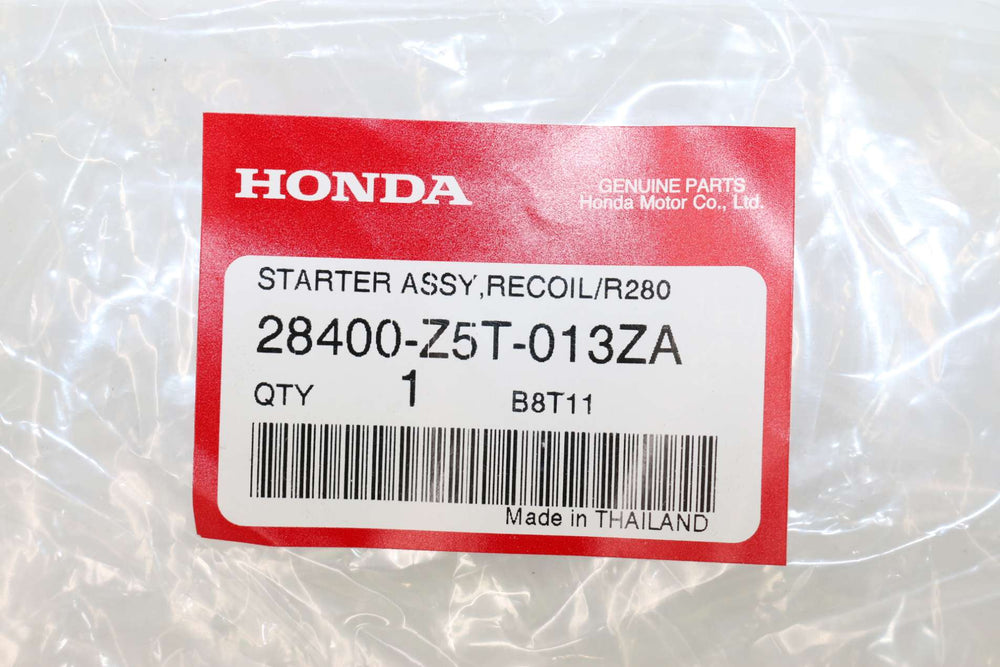 HONDA
GENUINE PARTS
Honda Motor Co., Ltd.
STARTER ASSY,RECOIL/R280
28400-Z5T-013ZA
QTY 1 B8T11
Made in THAILAND